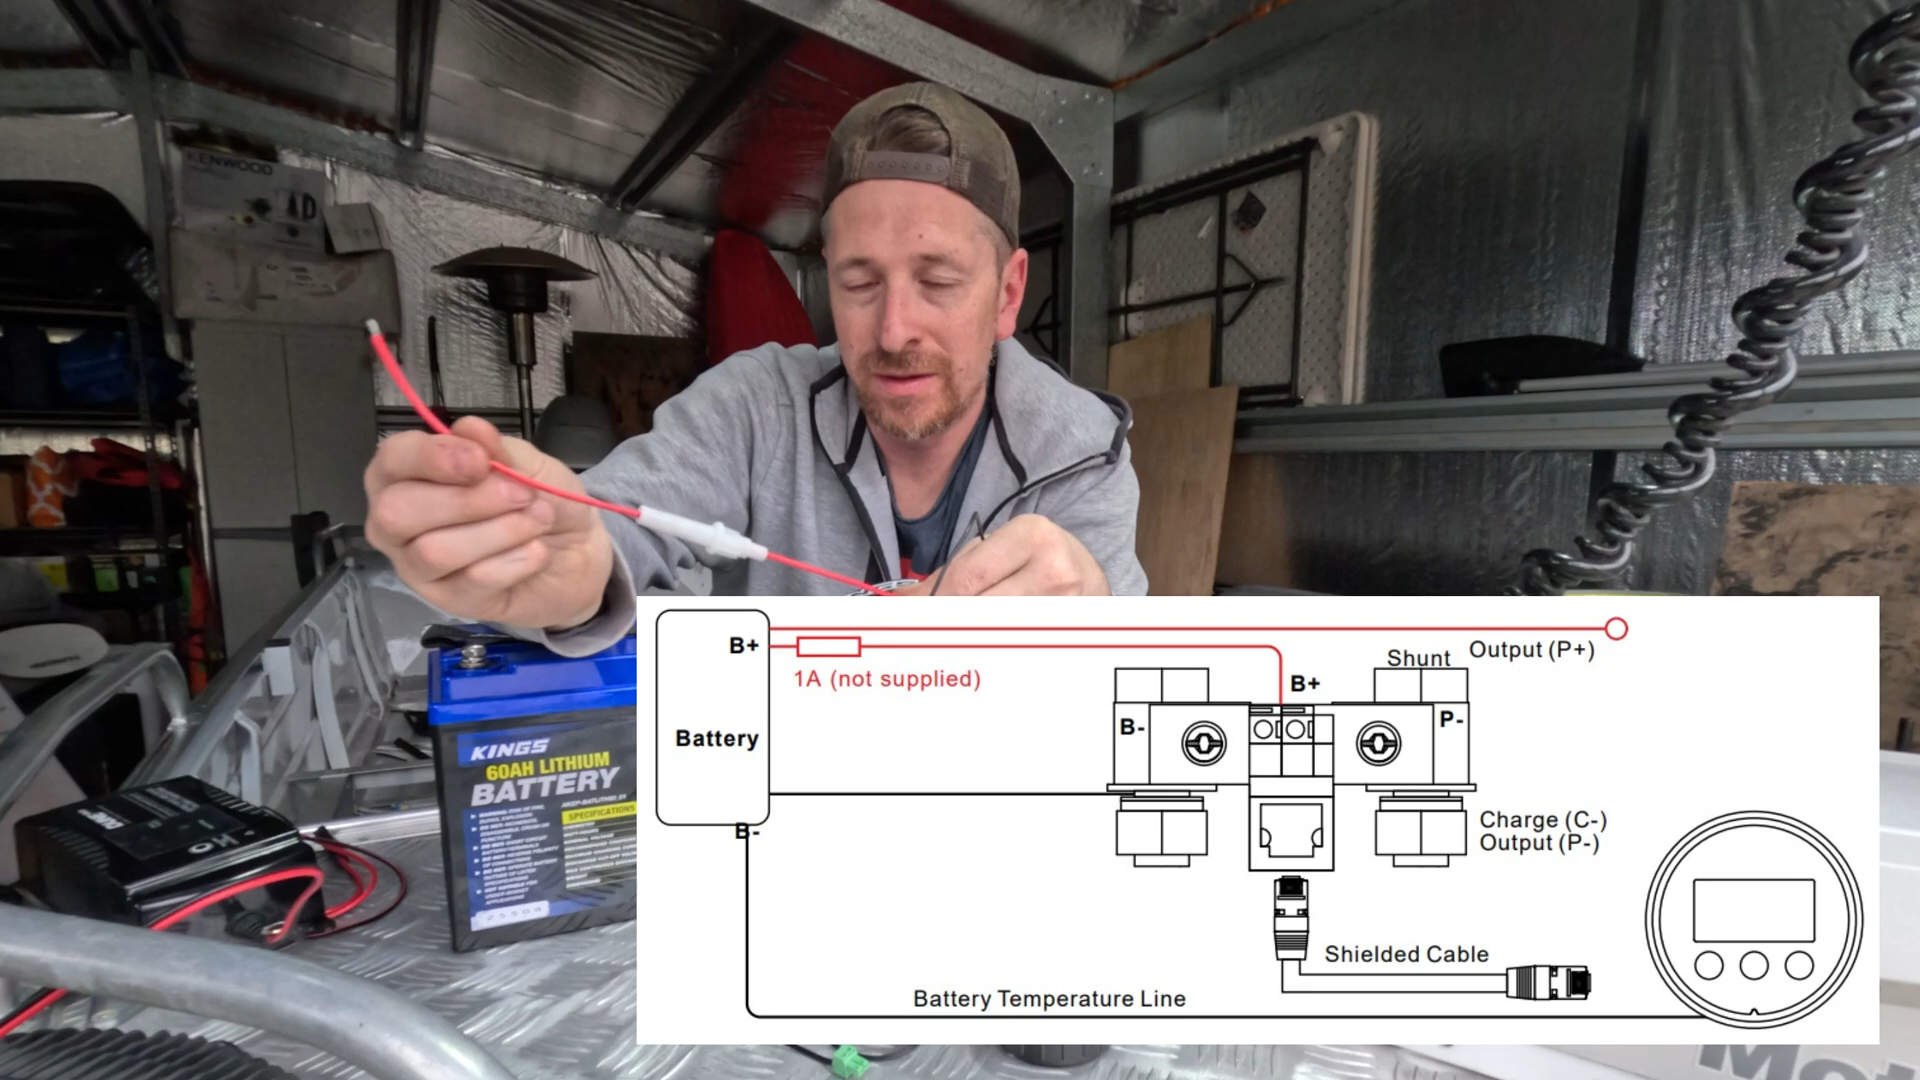 KENWOOD
B+
Output (P+)
Shunt
1A (not supplied)
B+
B-
P-
Battery
KINGS
60AH LITHIUM
BATTERY
SPECIFICATIONS
Charge (C-)
Output (P-)
B-
Shielded Cable
Battery Temperature Line